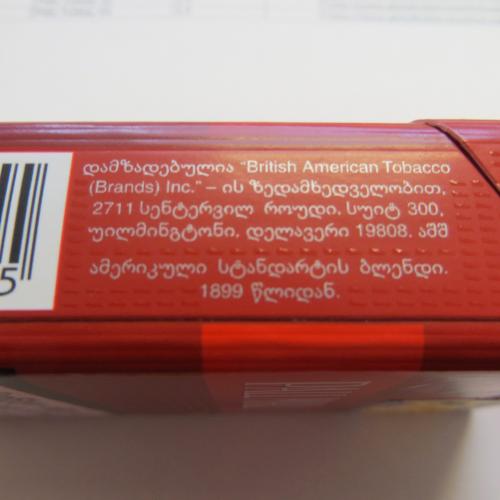 დამზადებულია "British American Tobacco
(Brands) Inc." – ის ზედამხედველობით,
2711 სენტერვილ როუდი, სუიტ 300,
უილმინგტონი, დელავერი 19808, აშშ
ამერიკული სტანდარტის ბლენდი.
1899 წლიდან.
5